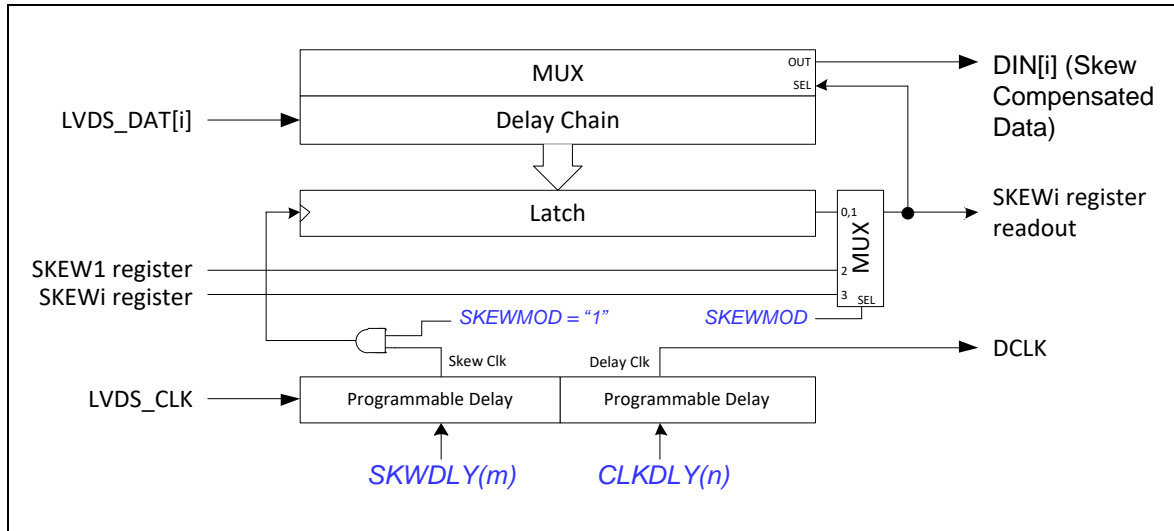 MUX
OUT
SEL
DIN[i] (Skew
Compensated
Data)
LVDS_DAT[i]
Delay Chain
Latch
0,1
MUX
SKEWi register
readout
SKEW1 register
2
SKEWi register
3
SEL
SKEWMOD = “1”
SKEWMOD
Skew Clk
Delay Clk
DCLK
LVDS_CLK
Programmable Delay
Programmable Delay
SKWDLY(m)
CLKDLY(n)